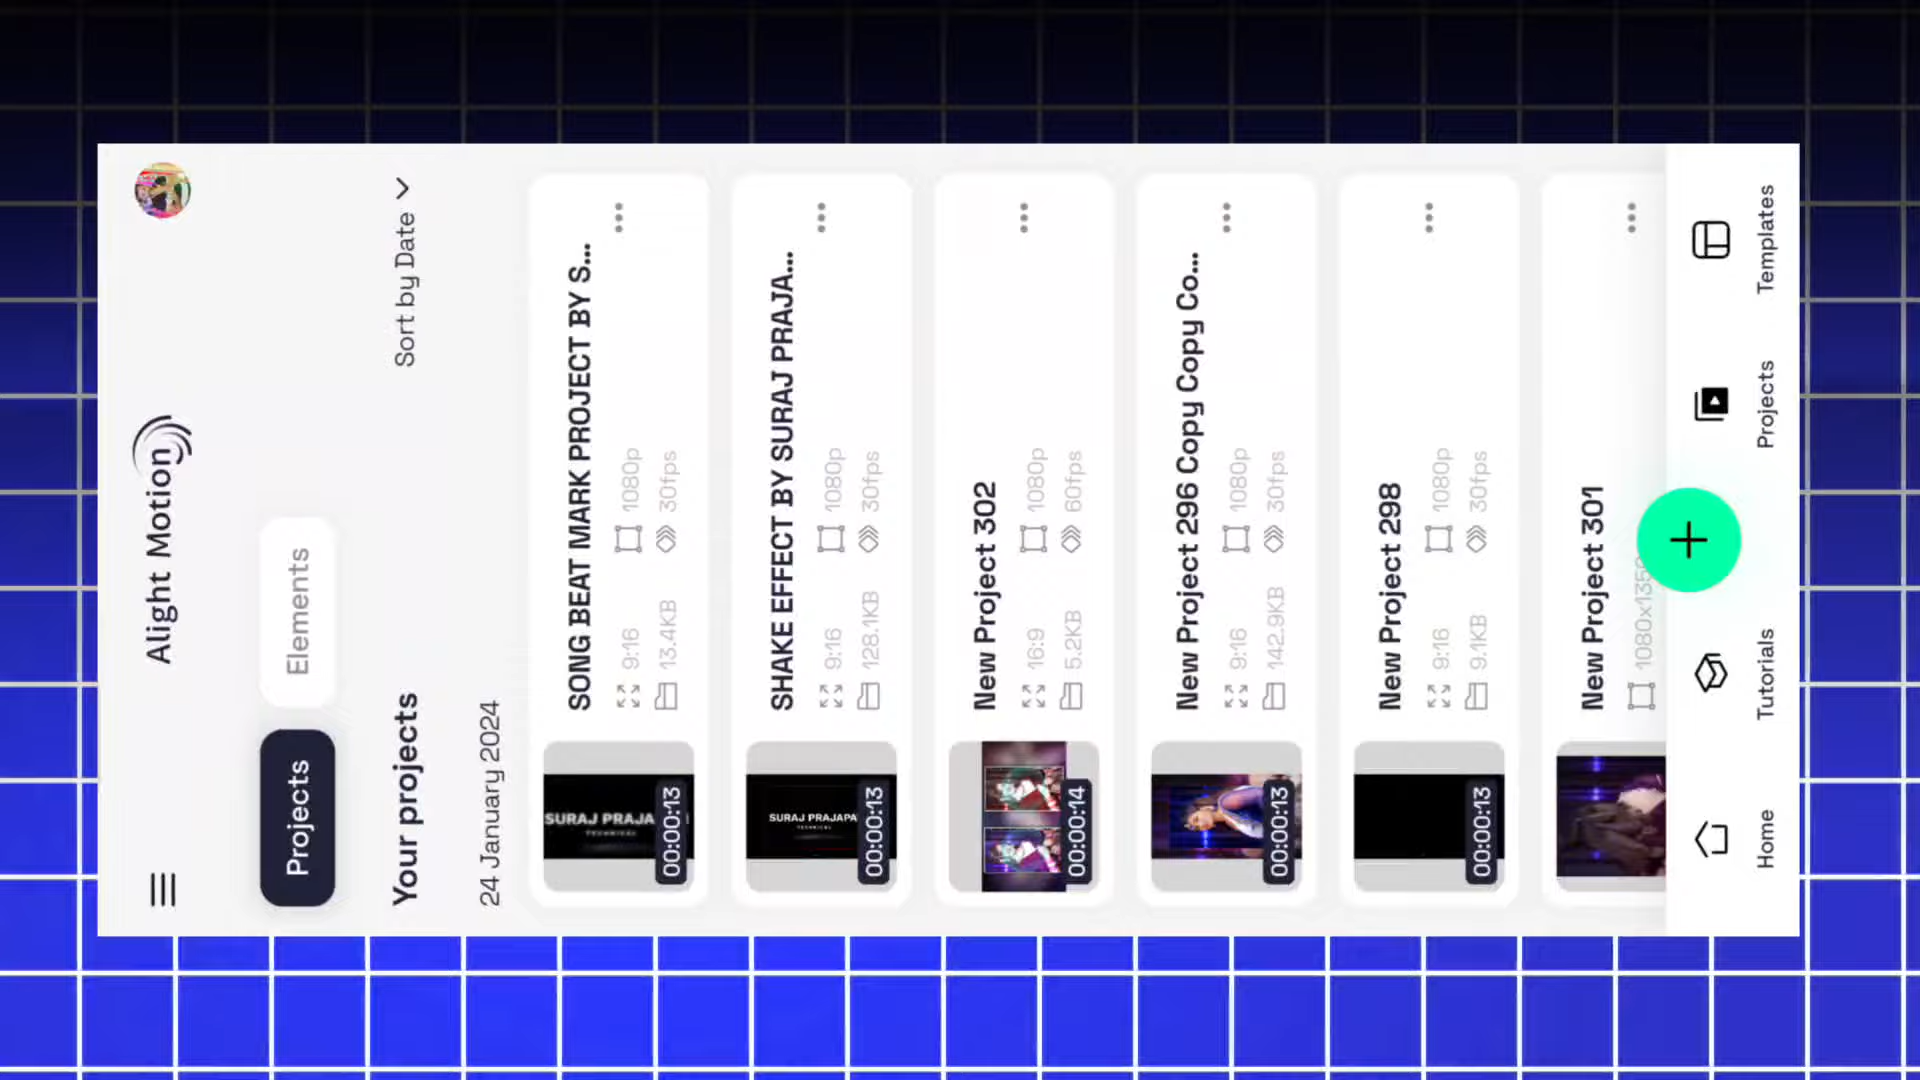 Alight Motion
Projects
Elements
Your projects
Sort by Date
24 January 2024
SONG BEAT MARK PROJECT BY S...
9:16
1080p
13.4KB
30fps
SURAJ PRAJA
TECHNICAL
00:00:13
SHAKE EFFECT BY SURAJ PRAJA...
9:16
1080p
128.1KB
30fps
SURAJ PRAJAPA
TECHNICAL
00:00:13
New Project 302
16:9
1080p
5.2KB
60fps
00:00:14
New Project 296 Copy Copy Co...
9:16
1080p
142.9KB
30fps
00:00:13
New Project 298
9:16
1080p
9.1KB
30fps
00:00:13
New Project 301
Home
Tutorials
Projects
Templates